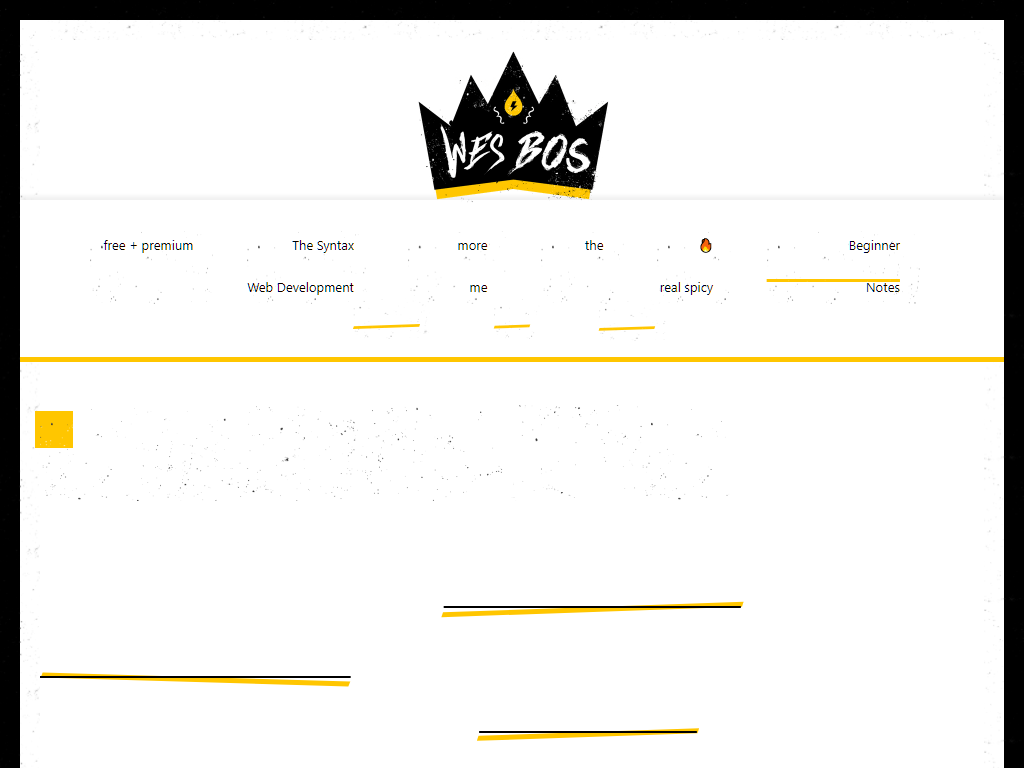 WES BOS
free + premium The Syntax more the 🔥 Beginner
Web Development me real spicy Notes